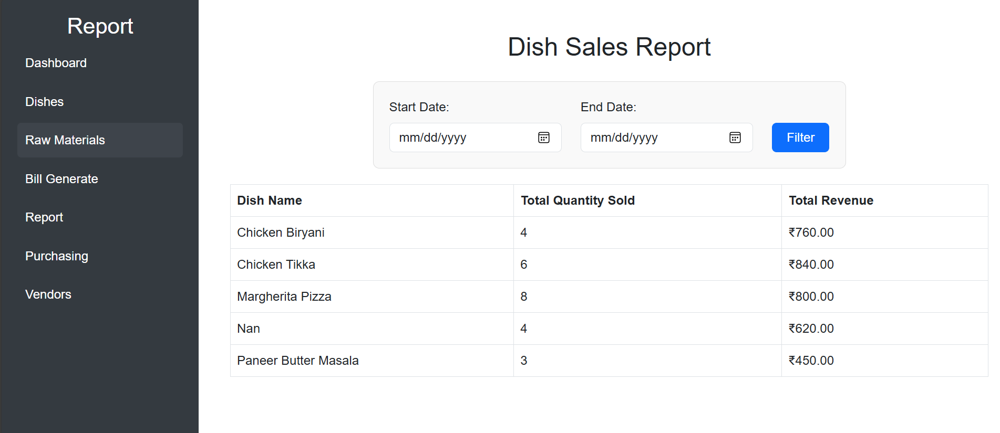 Report
Dashboard
Dishes
Raw Materials
Bill Generate
Report
Purchasing
Vendors
Dish Sales Report
Start Date: End Date:
mm/dd/yyyy mm/dd/yyyy Filter
Dish Name Total Quantity Sold Total Revenue
Chicken Biryani 4 ₹760.00
Chicken Tikka 6 ₹840.00
Margherita Pizza 8 ₹800.00
Nan 4 ₹620.00
Paneer Butter Masala 3 ₹450.00